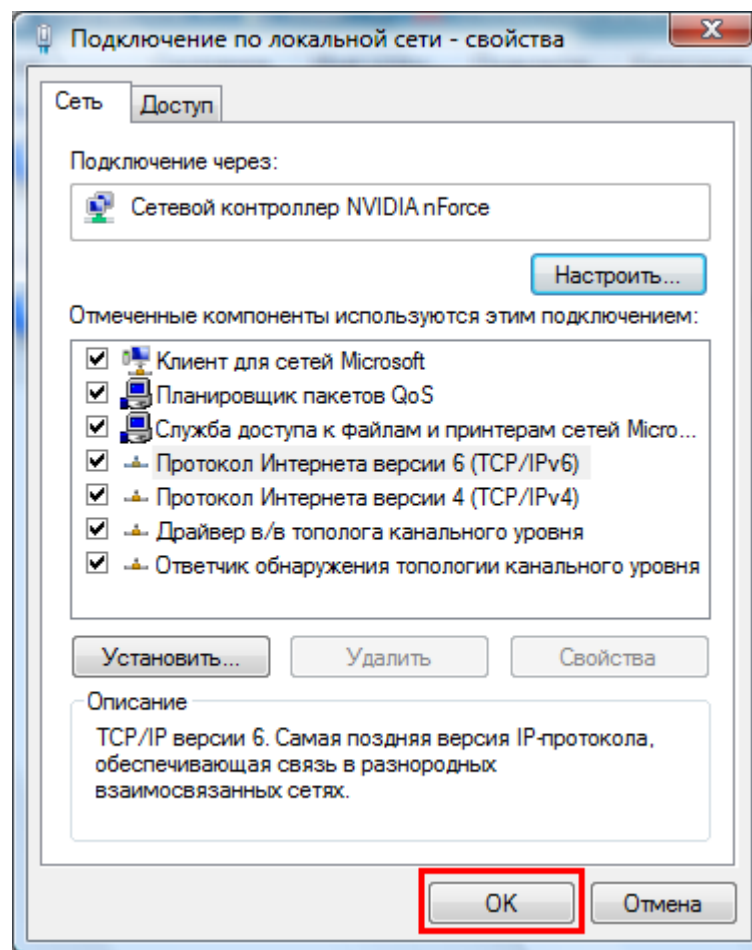 Подключение по локальной сети - свойства
Сеть
Доступ
Подключение через:
Сетевой контроллер NVIDIA nForce
Настроить...
Отмеченные компоненты используются этим подключением:
Клиент для сетей Microsoft
Планировщик пакетов QoS
Служба доступа к файлам и принтерам сетей Micro...
Протокол Интернета версии 6 (TCP/IPv6)
Протокол Интернета версии 4 (TCP/IPv4)
Драйвер в/в тополога канального уровня
Ответчик обнаружения топологии канального уровня
Установить...
Удалить
Свойства
Описание
TCP/IP версии 6. Самая поздняя версия IP-протокола,
обеспечивающая связь в разнородных
взаимосвязанных сетях.
OK
Отмена